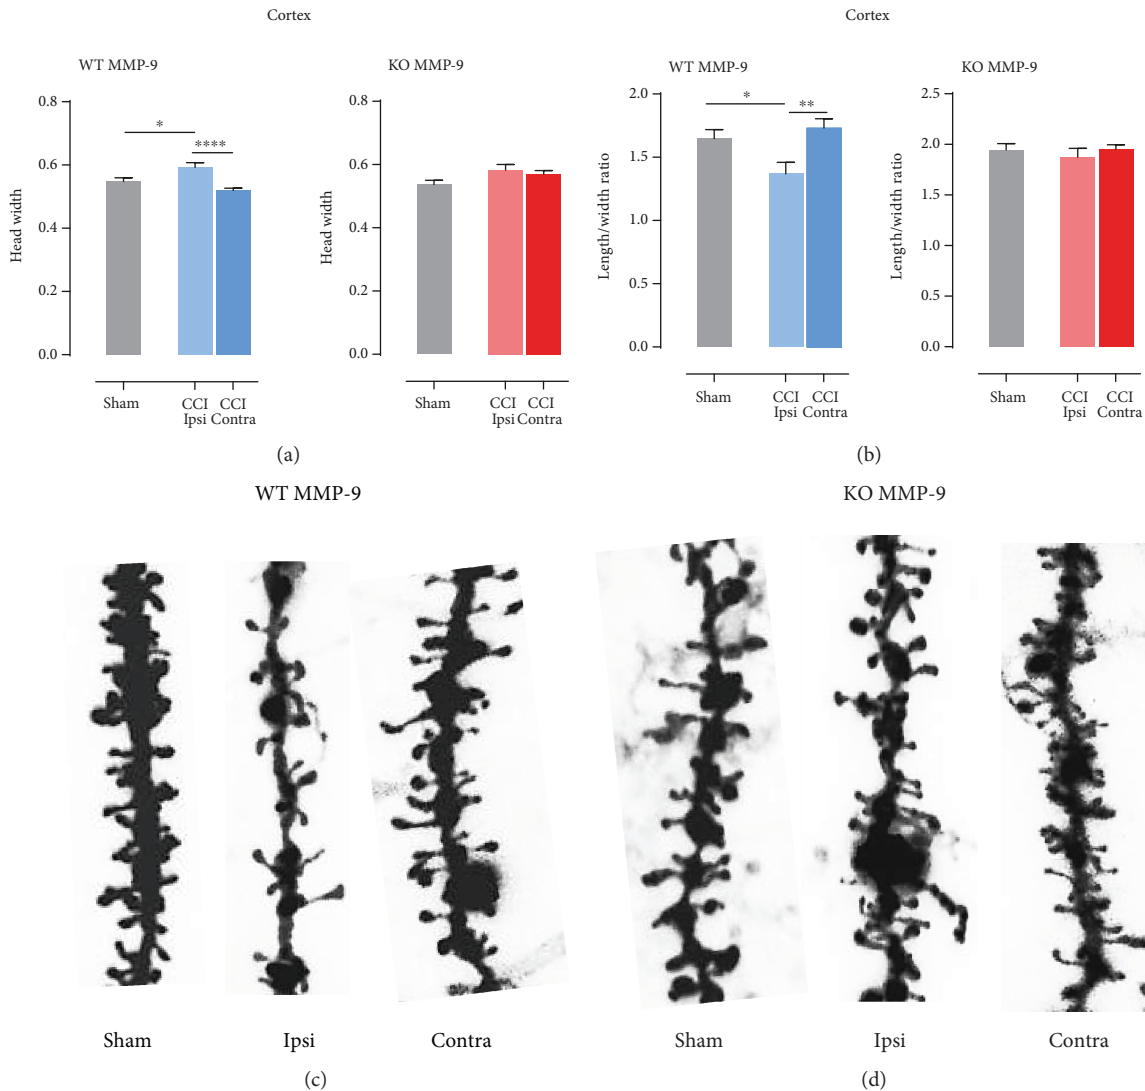 Cortex
WT MMP-9
KO MMP-9
Head width
0.8
0.6
0.4
0.2
0.0
*
****
Sham
CCI
Ipsi
CCI
Contra
Head width
0.8
0.6
0.4
0.2
0.0
Sham
CCI
Ipsi
CCI
Contra
(a)
Cortex
WT MMP-9
KO MMP-9
Length/width ratio
2.0
1.5
1.0
0.5
0.0
*
**
Sham
CCI
Ipsi
CCI
Contra
Length/width ratio
2.5
2.0
1.5
1.0
0.5
0.0
Sham
CCI
Ipsi
CCI
Contra
(b)
WT MMP-9
Sham
Ipsi
Contra
(c)
KO MMP-9
Sham
Ipsi
Contra
(d)